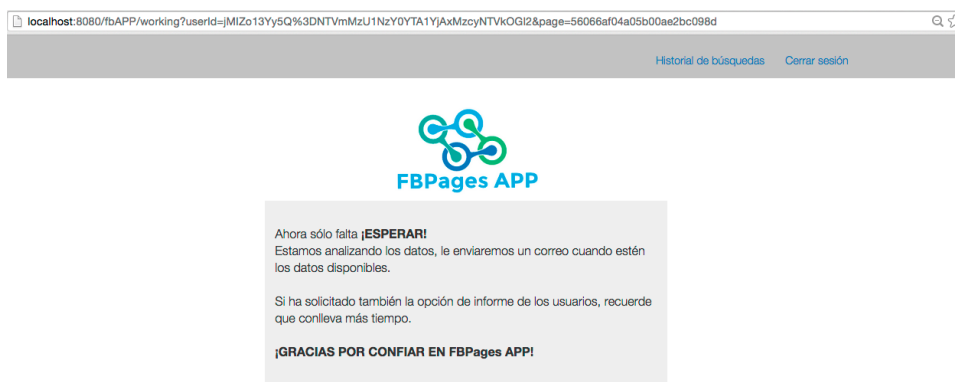 localhost:8080/fbAPP/working?userId=jMIZo13Yy5Q%3DNTVmMzU1NzY0YTA1YjAxMzcyNTVkOGI2&page=56066af04a05b00ae2bc098d
Historial de búsquedas Cerrar sesión
FBPages APP
Ahora sólo falta ¡ESPERAR!
Estamos analizando los datos, le enviaremos un correo cuando estén
los datos disponibles.
Si ha solicitado también la opción de informe de los usuarios, recuerde
que conlleva más tiempo.
¡GRACIAS POR CONFIAR EN FBPages APP!